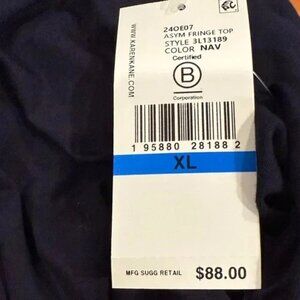 24OE07
ASYM FRINGE TOP
STYLE 3L13189
COLOR NAV
Certified
B
Corporation
WWW.KARENKANE.COM
1 95880 28188 2
XL
MFG SUGG RETAIL $88.00